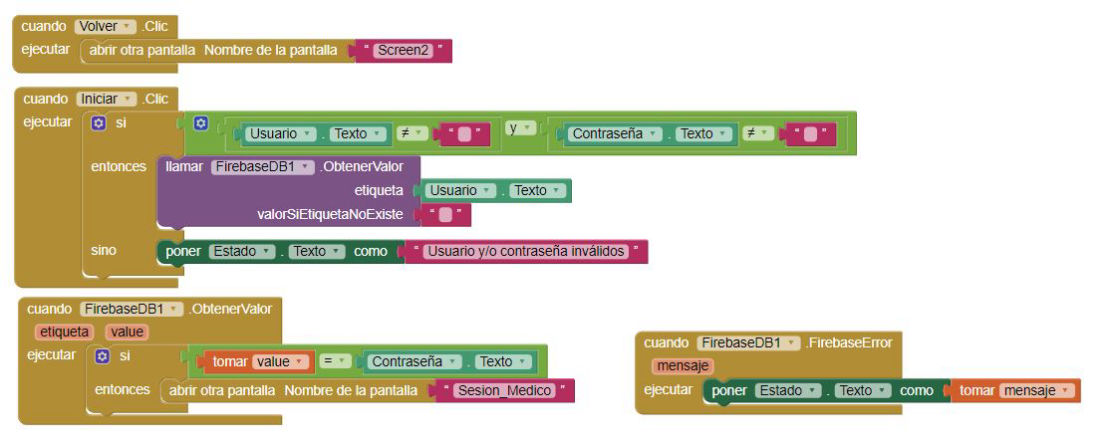 cuando Volver .Clic
ejecutar abrir otra pantalla Nombre de la pantalla " Screen2 "
cuando Iniciar .Clic
ejecutar si Usuario . Texto ≠ " " y Contraseña . Texto ≠ " "
entonces llamar FirebaseDB1 .ObtenerValor
etiqueta Usuario . Texto
valorSiEtiquetaNoExiste " "
sino poner Estado . Texto como " Usuario y/o contraseña inválidos "
cuando FirebaseDB1 .ObtenerValor
etiqueta value
ejecutar si tomar value = Contraseña . Texto
entonces abrir otra pantalla Nombre de la pantalla " Sesion_Medico "
cuando FirebaseDB1 .FirebaseError
mensaje
ejecutar poner Estado . Texto como tomar mensaje